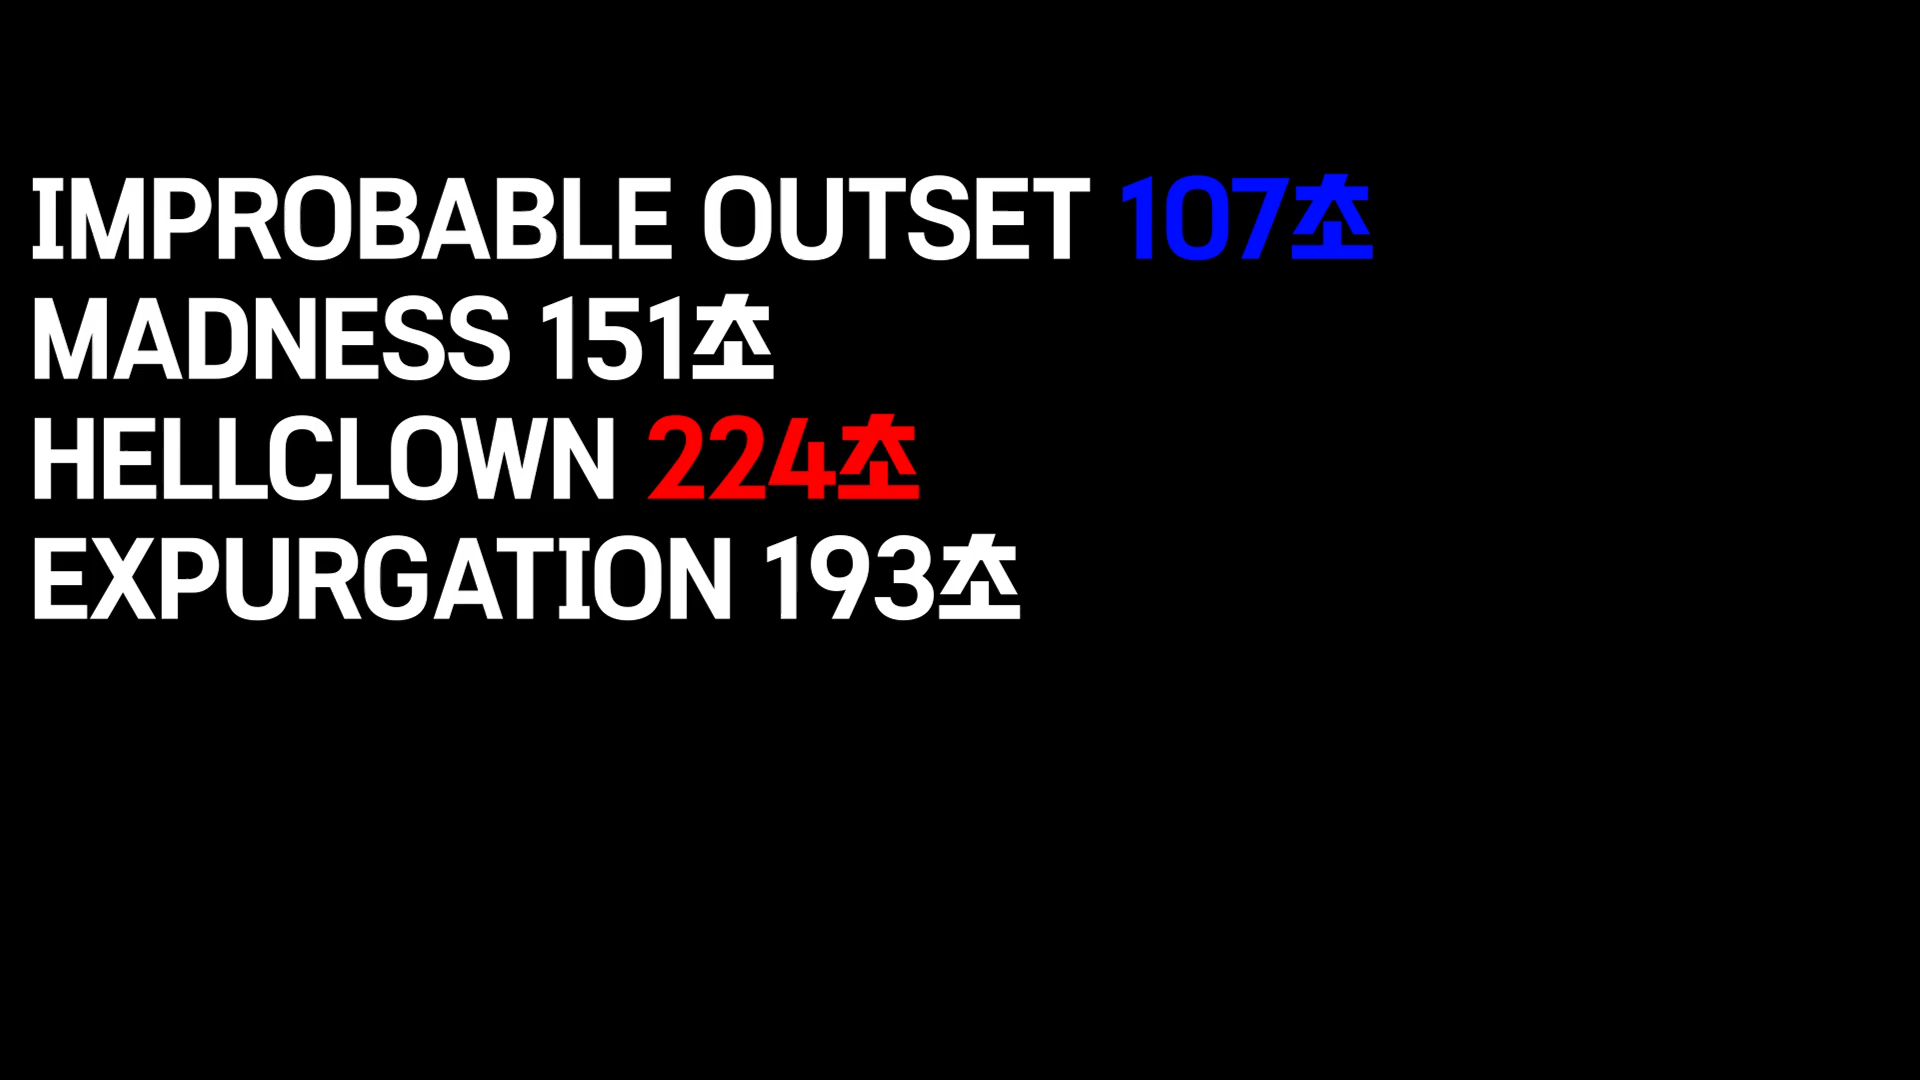 IMPROBABLE OUTSET 107초
MADNESS 151초
HELLCLOWN 224초
EXPURGATION 193초